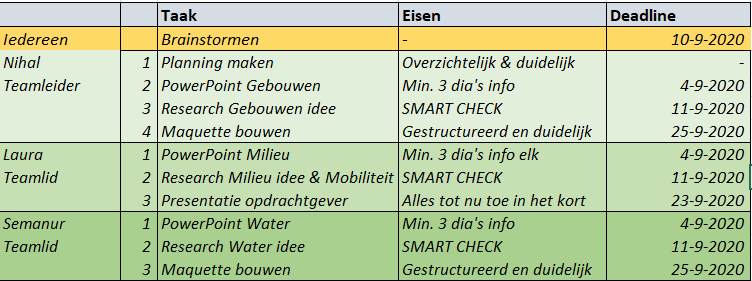 Taak Eisen Deadline
Iedereen Brainstormen - 10-9-2020
Nihal 1 Planning maken Overzichtelijk & duidelijk -
Teamleider 2 PowerPoint Gebouwen Min. 3 dia's info 4-9-2020
3 Research Gebouwen idee SMART CHECK 11-9-2020
4 Maquette bouwen Gestructureerd en duidelijk 25-9-2020
Laura 1 PowerPoint Milieu Min. 3 dia's info elk 4-9-2020
Teamlid 2 Research Milieu idee & Mobiliteit SMART CHECK 11-9-2020
3 Presentatie opdrachtgever Alles tot nu toe in het kort 23-9-2020
Semanur 1 PowerPoint Water Min. 3 dia's info 4-9-2020
Teamlid 2 Research Water idee SMART CHECK 11-9-2020
3 Maquette bouwen Gestructureerd en duidelijk 25-9-2020